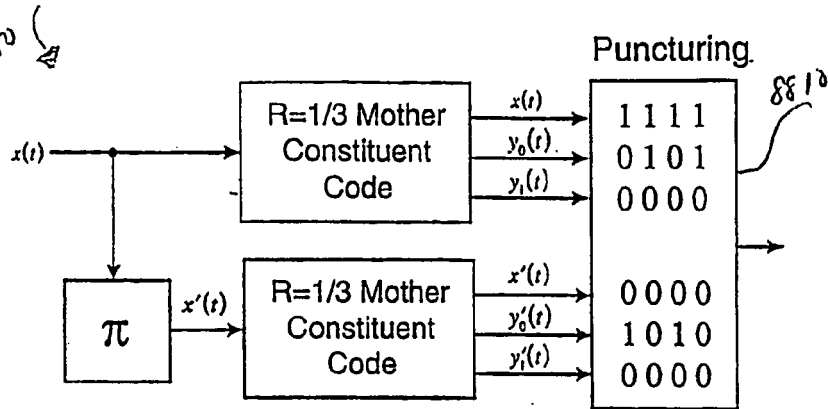 Puncturing.
x(t)
R=1/3 Mother
Constituent
Code
x(t)
y₀(t)
y₁(t)
1 1 1 1
0 1 0 1
0 0 0 0
π
x′(t)
R=1/3 Mother
Constituent
Code
x′(t)
y′₀(t)
y′₁(t)
0 0 0 0
1 0 1 0
0 0 0 0